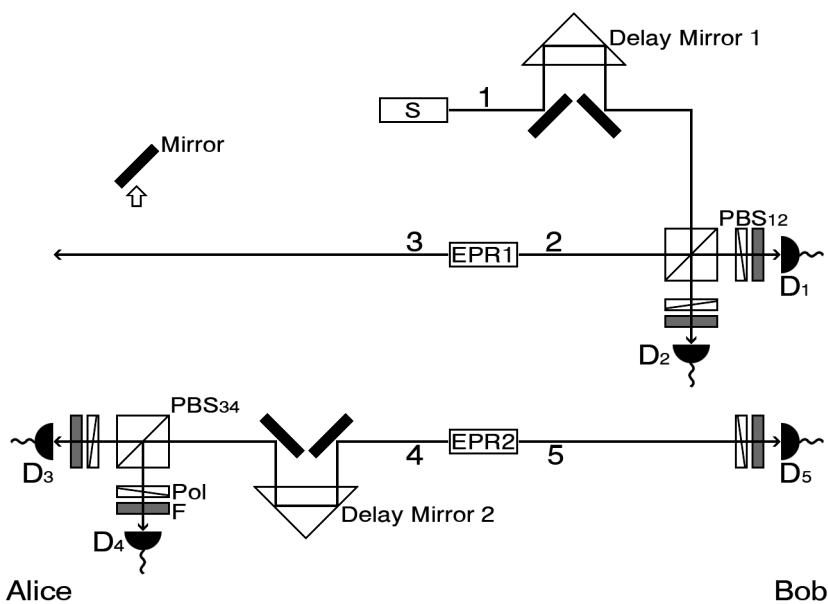 Delay Mirror 1
1
S
Mirror
PBS12
3
EPR1
2
D1
D2
PBS34
D3
4
EPR2
5
D5
Pol
F
Delay Mirror 2
D4
Alice
Bob